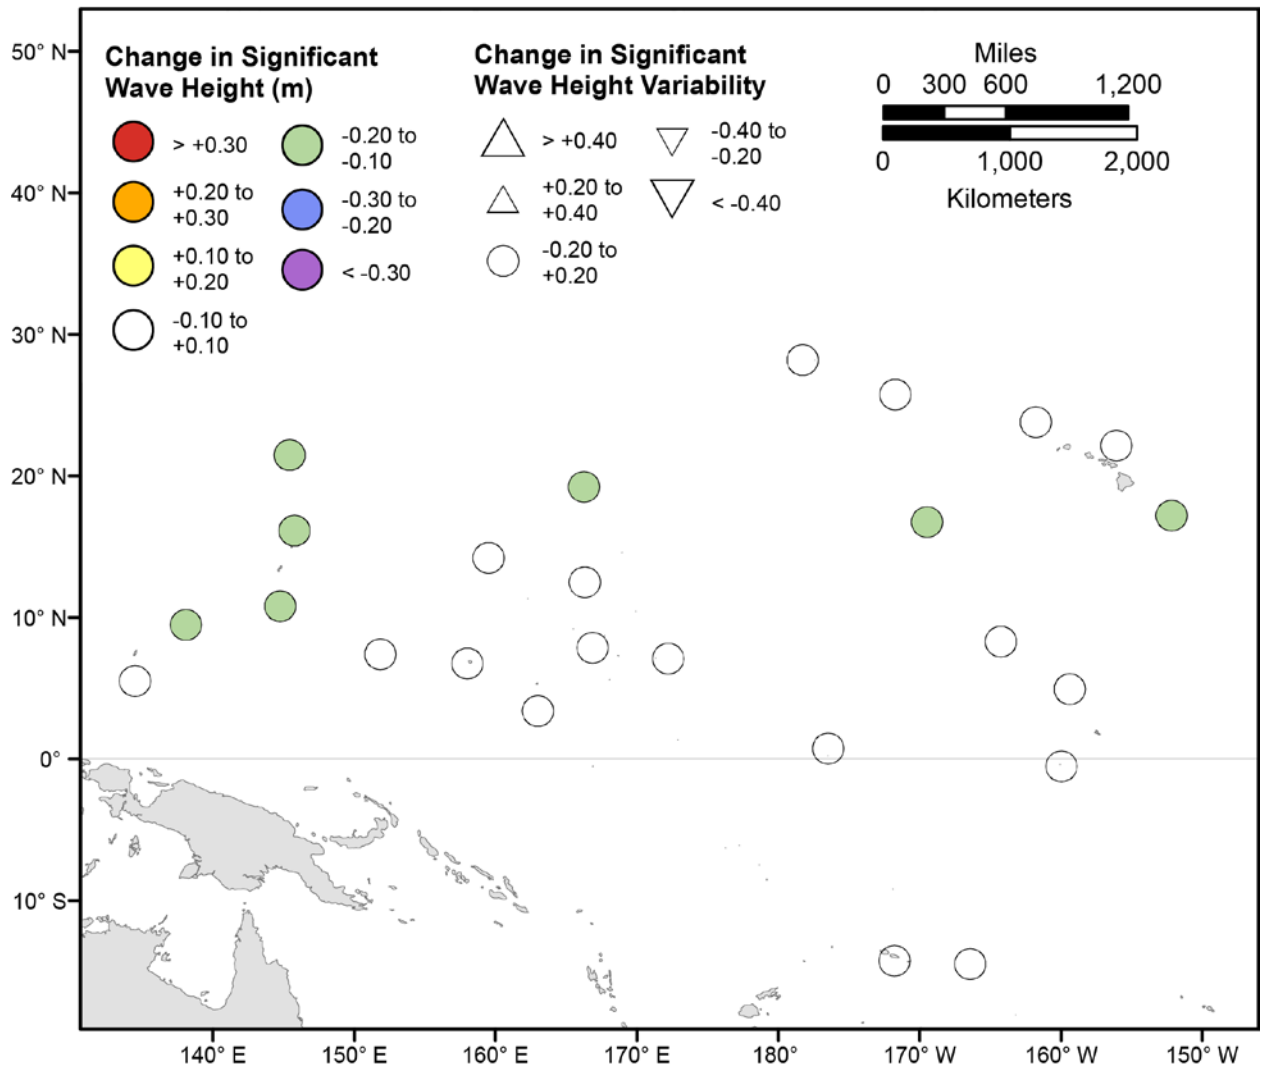 Change in Significant
Wave Height (m)
> +0.30
+0.20 to
+0.30
+0.10 to
+0.20
-0.10 to
+0.10
-0.20 to
-0.10
-0.30 to
-0.20
< -0.30
Change in Significant
Wave Height Variability
> +0.40
+0.20 to
+0.40
-0.20 to
+0.20
-0.40 to
-0.20
< -0.40
Miles
0 300 600 1,200
0 1,000 2,000
Kilometers
50° N
40° N
30° N
20° N
10° N
0°
10° S
140° E 150° E 160° E 170° E 180° 170° W 160° W 150° W